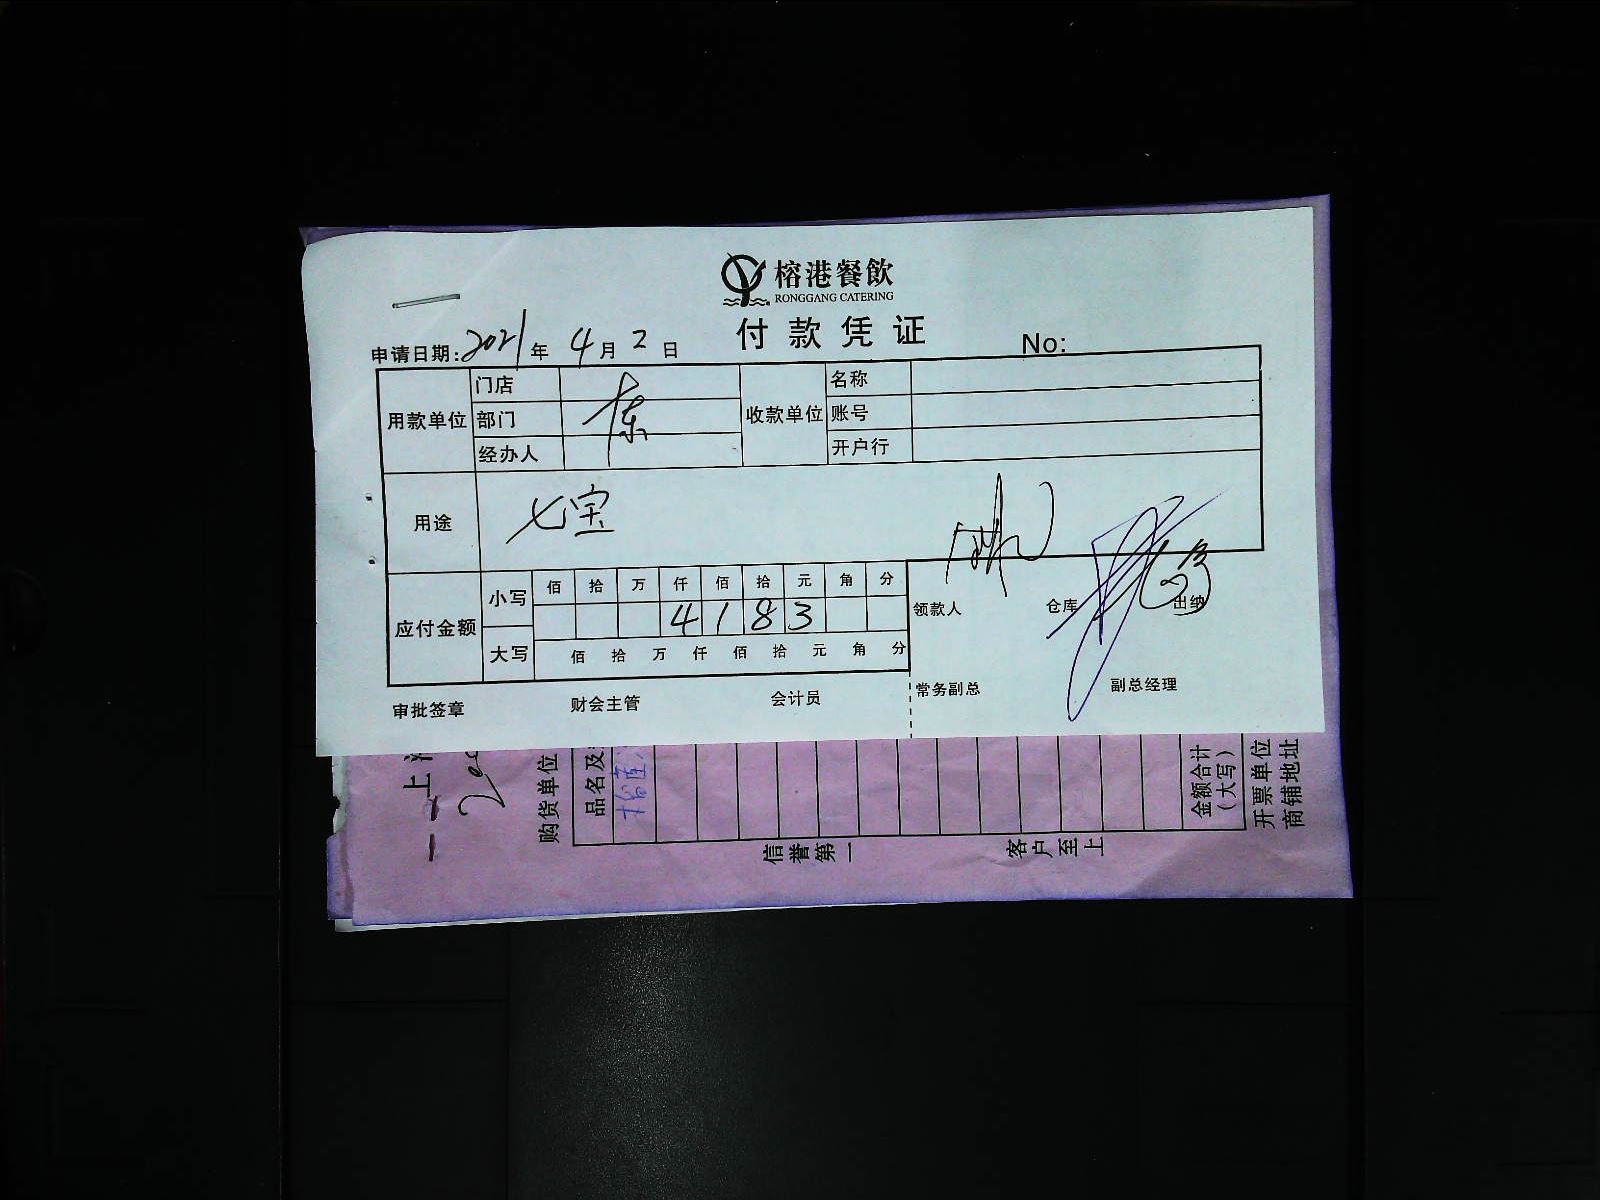 榕港餐飲
RONGGANG CATERING
付款凭证
申请日期:2021年4月2日
No:
用款单位
门店
部门
经办人
东
收款单位
名称
账号
开户行
用途
七宝
应付金额
小写
佰 拾 万 仟 佰 拾 元 角 分
4 1 8 3
大写
佰 拾 万 仟 佰 拾 元 角 分
领款人
仓库
出纳
审批签章
财会主管
会计员
常务副总
副总经理
上
购货单位
品名及
金额合计
(大写)
开票单位
商铺地址
信誉第一
客户至上